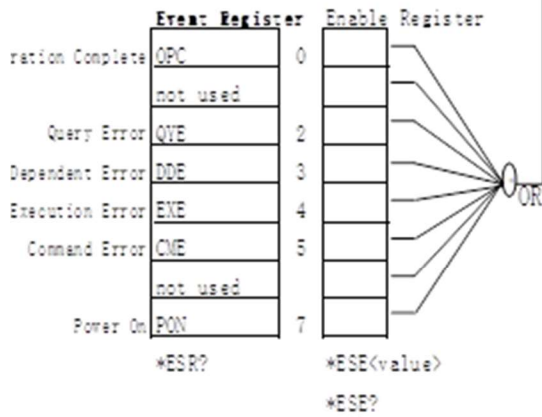 Event Register Enable Register
ration Complete OPC 0
not used
Query Error QYE 2
Dependent Error DDE 3
Execution Error EXE 4
Command Error CME 5
not used
Power On PON 7
OR
*ESR? *ESE<value>
*ESE?